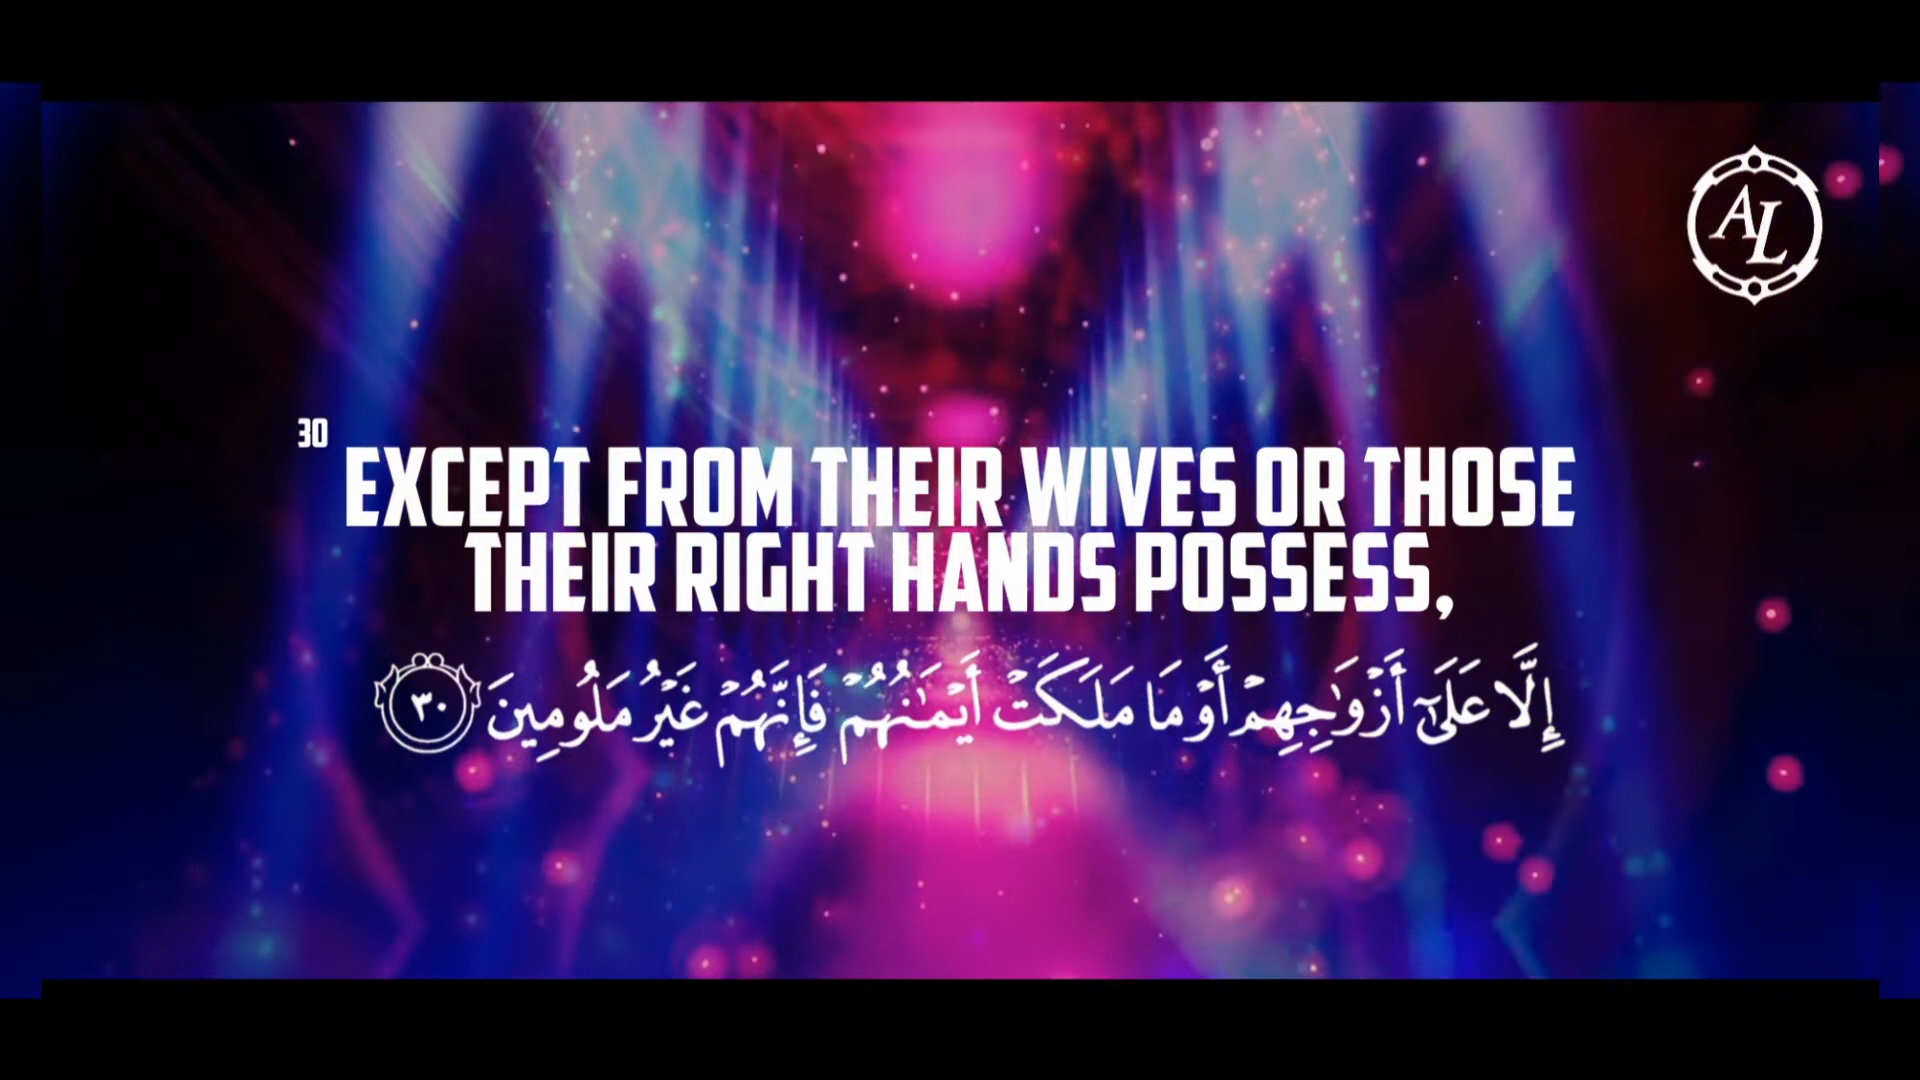 AL
30
EXCEPT FROM THEIR WIVES OR THOSE
THEIR RIGHT HANDS POSSESS,
إِلَّا عَلَىٰٓ أَزْوَٰجِهِمْ أَوْ مَا مَلَكَتْ أَيْمَٰنُهُمْ فَإِنَّهُمْ غَيْرُ مَلُومِينَ ٣٠